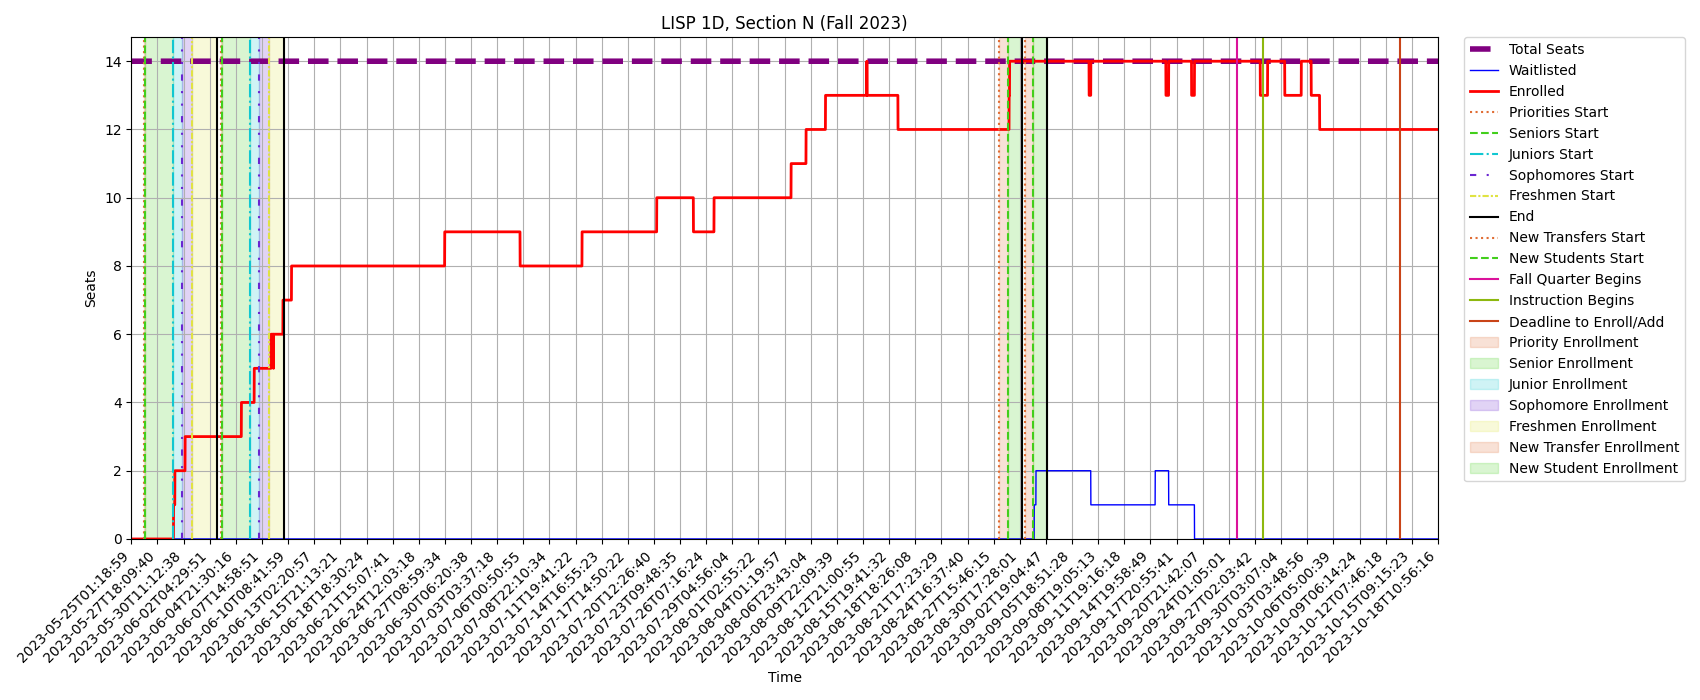 LISP 1D, Section N (Fall 2023)
Seats
14
12
10
8
6
4
2
0
2023-05-25T01:18:59
2023-05-27T18:09:40
2023-05-30T11:12:38
2023-06-02T04:29:51
2023-06-04T21:30:16
2023-06-07T14:58:51
2023-06-10T08:41:59
2023-06-13T02:20:57
2023-06-15T21:13:21
2023-06-18T18:30:24
2023-06-21T15:07:41
2023-06-24T12:03:18
2023-06-27T08:59:34
2023-06-30T06:20:38
2023-07-03T03:37:18
2023-07-06T00:50:55
2023-07-08T22:10:34
2023-07-11T19:41:22
2023-07-14T16:55:23
2023-07-17T14:50:22
2023-07-20T12:26:40
2023-07-23T09:48:35
2023-07-26T07:16:24
2023-07-29T04:56:04
2023-08-01T02:55:22
2023-08-04T01:19:57
2023-08-06T23:43:04
2023-08-09T22:09:39
2023-08-12T21:00:55
2023-08-15T19:41:32
2023-08-18T18:26:08
2023-08-21T17:23:29
2023-08-24T16:37:40
2023-08-27T15:46:15
2023-08-30T17:28:01
2023-09-02T19:04:47
2023-09-05T18:51:28
2023-09-08T19:05:13
2023-09-11T19:16:18
2023-09-14T19:58:49
2023-09-17T20:55:41
2023-09-20T21:42:07
2023-09-24T01:05:01
2023-09-27T02:03:42
2023-09-30T03:07:04
2023-10-03T03:48:56
2023-10-06T05:00:39
2023-10-09T06:14:24
2023-10-12T07:46:18
2023-10-15T09:15:23
2023-10-18T10:56:16
Time
Total Seats
Waitlisted
Enrolled
Priorities Start
Seniors Start
Juniors Start
Sophomores Start
Freshmen Start
End
New Transfers Start
New Students Start
Fall Quarter Begins
Instruction Begins
Deadline to Enroll/Add
Priority Enrollment
Senior Enrollment
Junior Enrollment
Sophomore Enrollment
Freshmen Enrollment
New Transfer Enrollment
New Student Enrollment